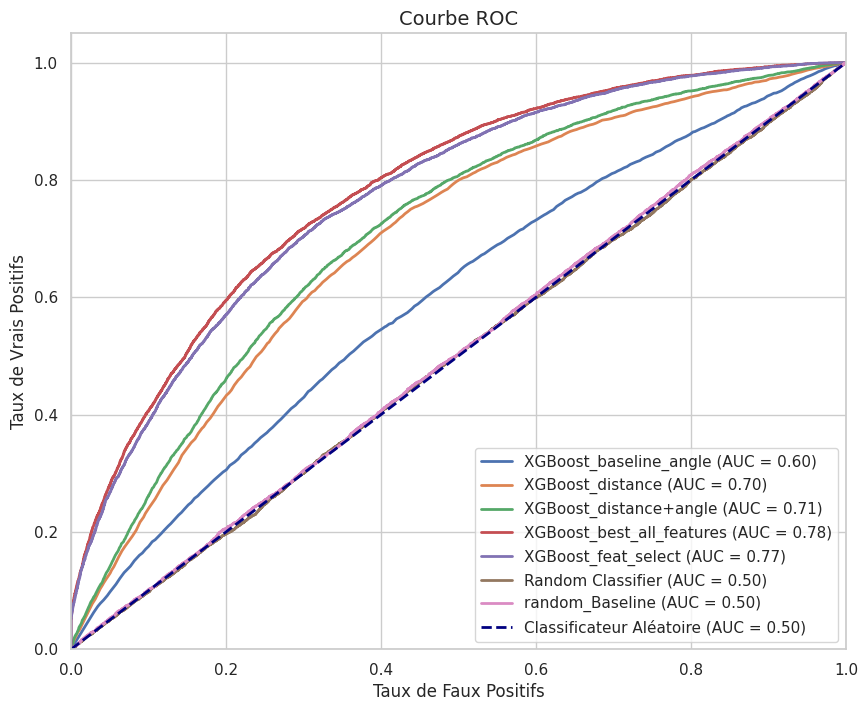 Courbe ROC
1.0
0.8
0.6
0.4
0.2
0.0
Taux de Vrais Positifs
XGBoost_baseline_angle (AUC = 0.60)
XGBoost_distance (AUC = 0.70)
XGBoost_distance+angle (AUC = 0.71)
XGBoost_best_all_features (AUC = 0.78)
XGBoost_feat_select (AUC = 0.77)
Random Classifier (AUC = 0.50)
random_Baseline (AUC = 0.50)
Classificateur Aléatoire (AUC = 0.50)
0.0 0.2 0.4 0.6 0.8 1.0
Taux de Faux Positifs